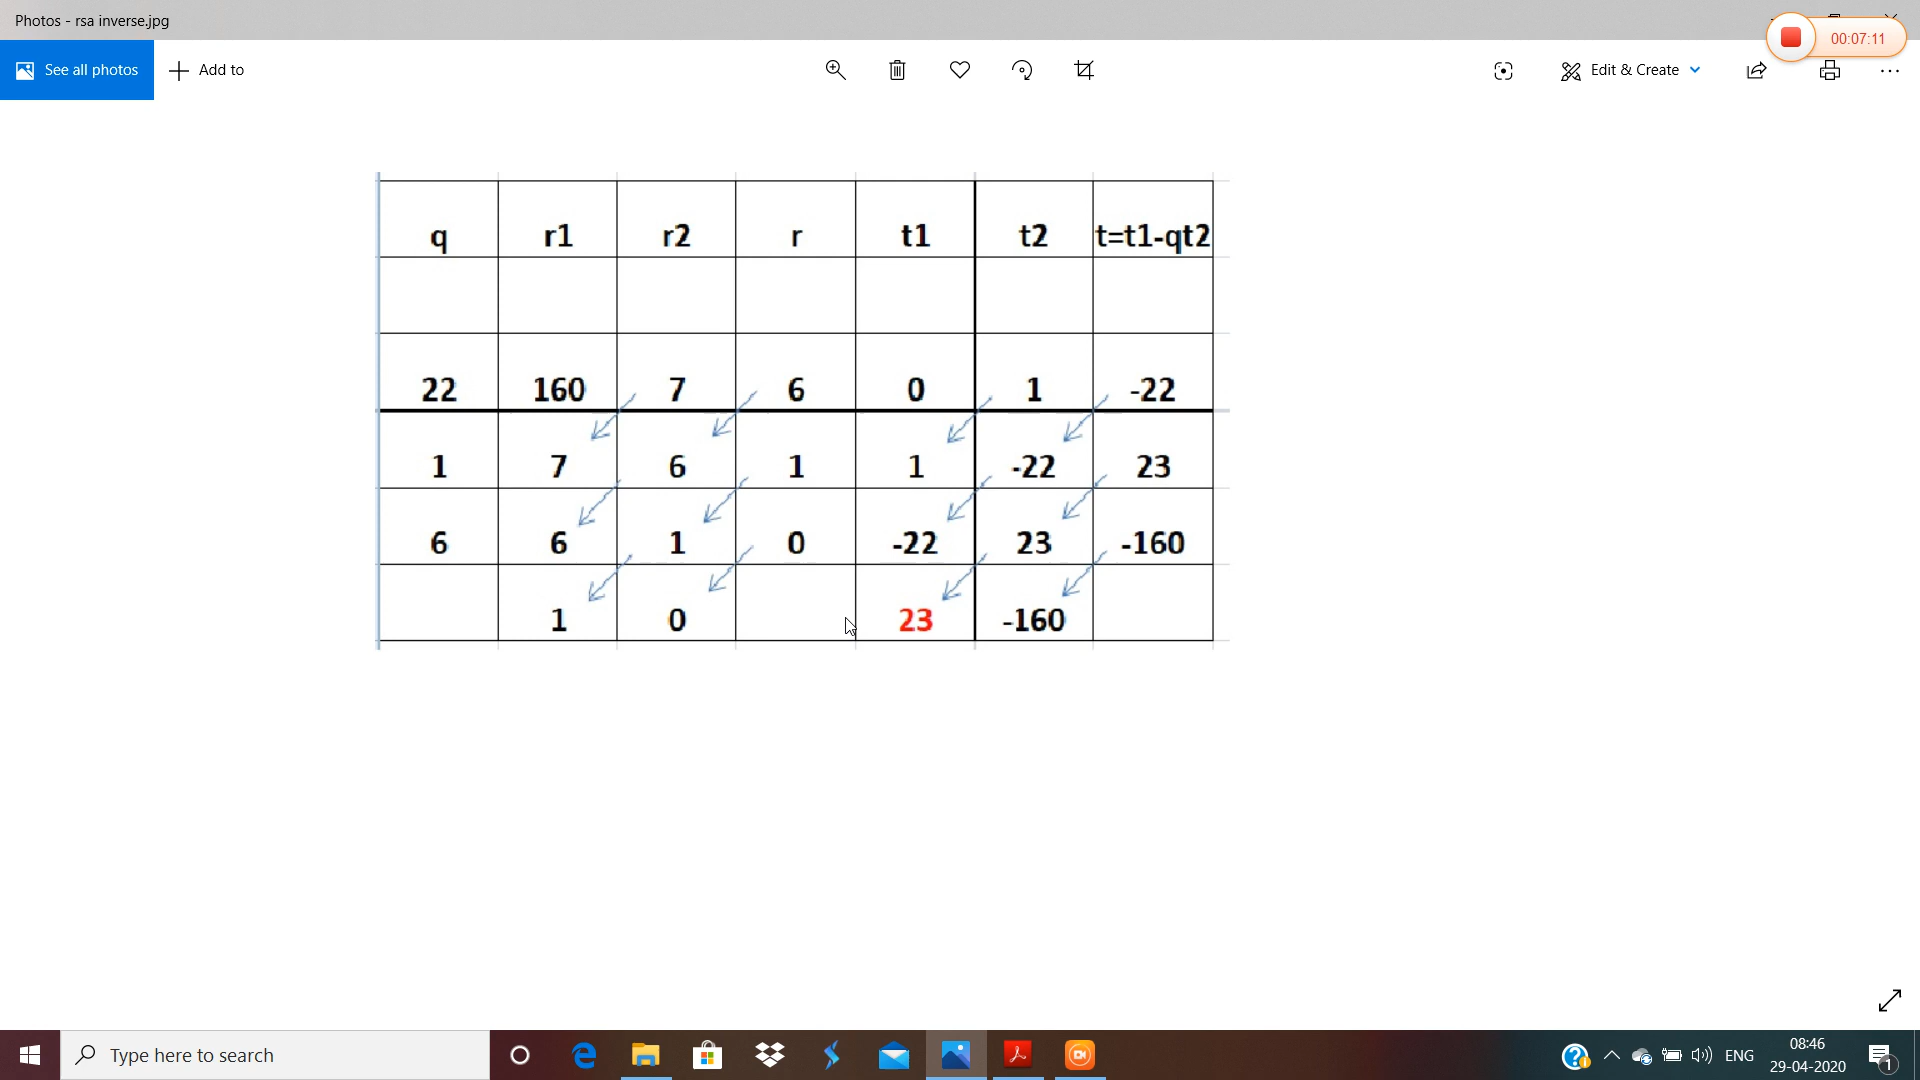 Photos - rsa inverse.jpg
00:07:11
See all photos
Add to
Edit & Create
q r1 r2 r t1 t2 t=t1-qt2
22 160 7 6 0 1 -22
1 7 6 1 1 -22 23
6 6 1 0 -22 23 -160
1 0 23 -160
Type here to search
ENG
08:46
29-04-2020
1